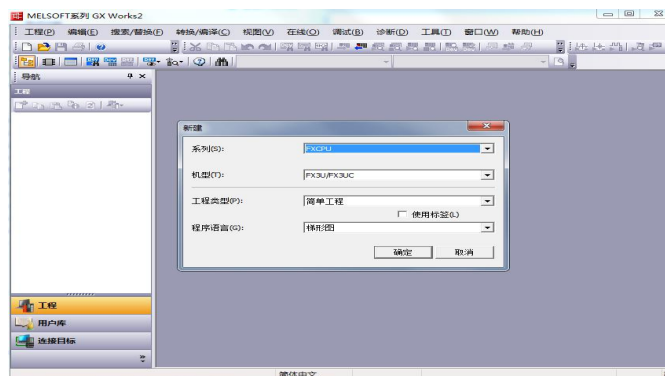 MELSOFT系列 GX Works2
工程(P) 编辑(E) 搜索/替换(F) 转换/编译(C) 视图(V) 在线(O) 调试(B) 诊断(D) 工具(T) 窗口(W) 帮助(H)
导航
工程
新建
系列(S): FXCPU
机型(T): FX3U/FX3UC
工程类型(P): 简单工程
使用标签(L)
程序语言(G): 梯形图
确定 取消
工程
用户库
连接目标
简体中文